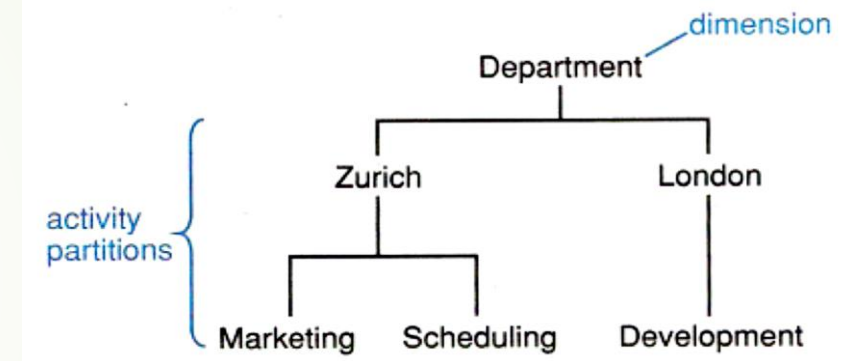 dimension
Department
Zurich London
activity
partitions
Marketing Scheduling Development